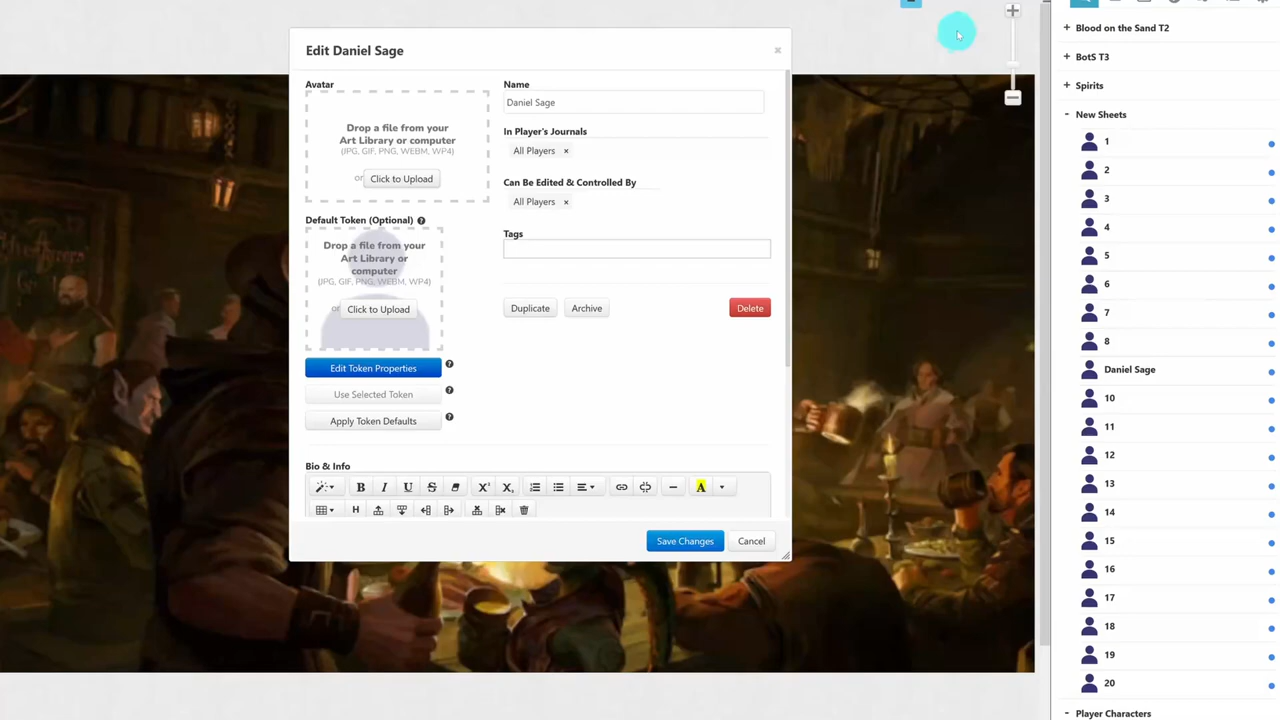 Edit Daniel Sage
×
Avatar
Drop a file from your
Art Library or computer
(JPG, GIF, PNG, WEBM, WP4)
or Click to Upload
Default Token (Optional) ?
Drop a file from your
Art Library or
computer
(JPG, GIF, PNG, WEBM, WP4)
or Click to Upload
Edit Token Properties ?
Use Selected Token ?
Apply Token Defaults ?
Name
Daniel Sage
In Player's Journals
All Players ×
Can Be Edited & Controlled By
All Players ×
Tags
Duplicate Archive Delete
Bio & Info
B I U S X' X, A
H
Save Changes Cancel
+ Blood on the Sand T2
+ BotS T3
+ Spirits
- New Sheets
1
2
3
4
5
6
7
8
Daniel Sage
10
11
12
13
14
15
16
17
18
19
20
- Player Characters